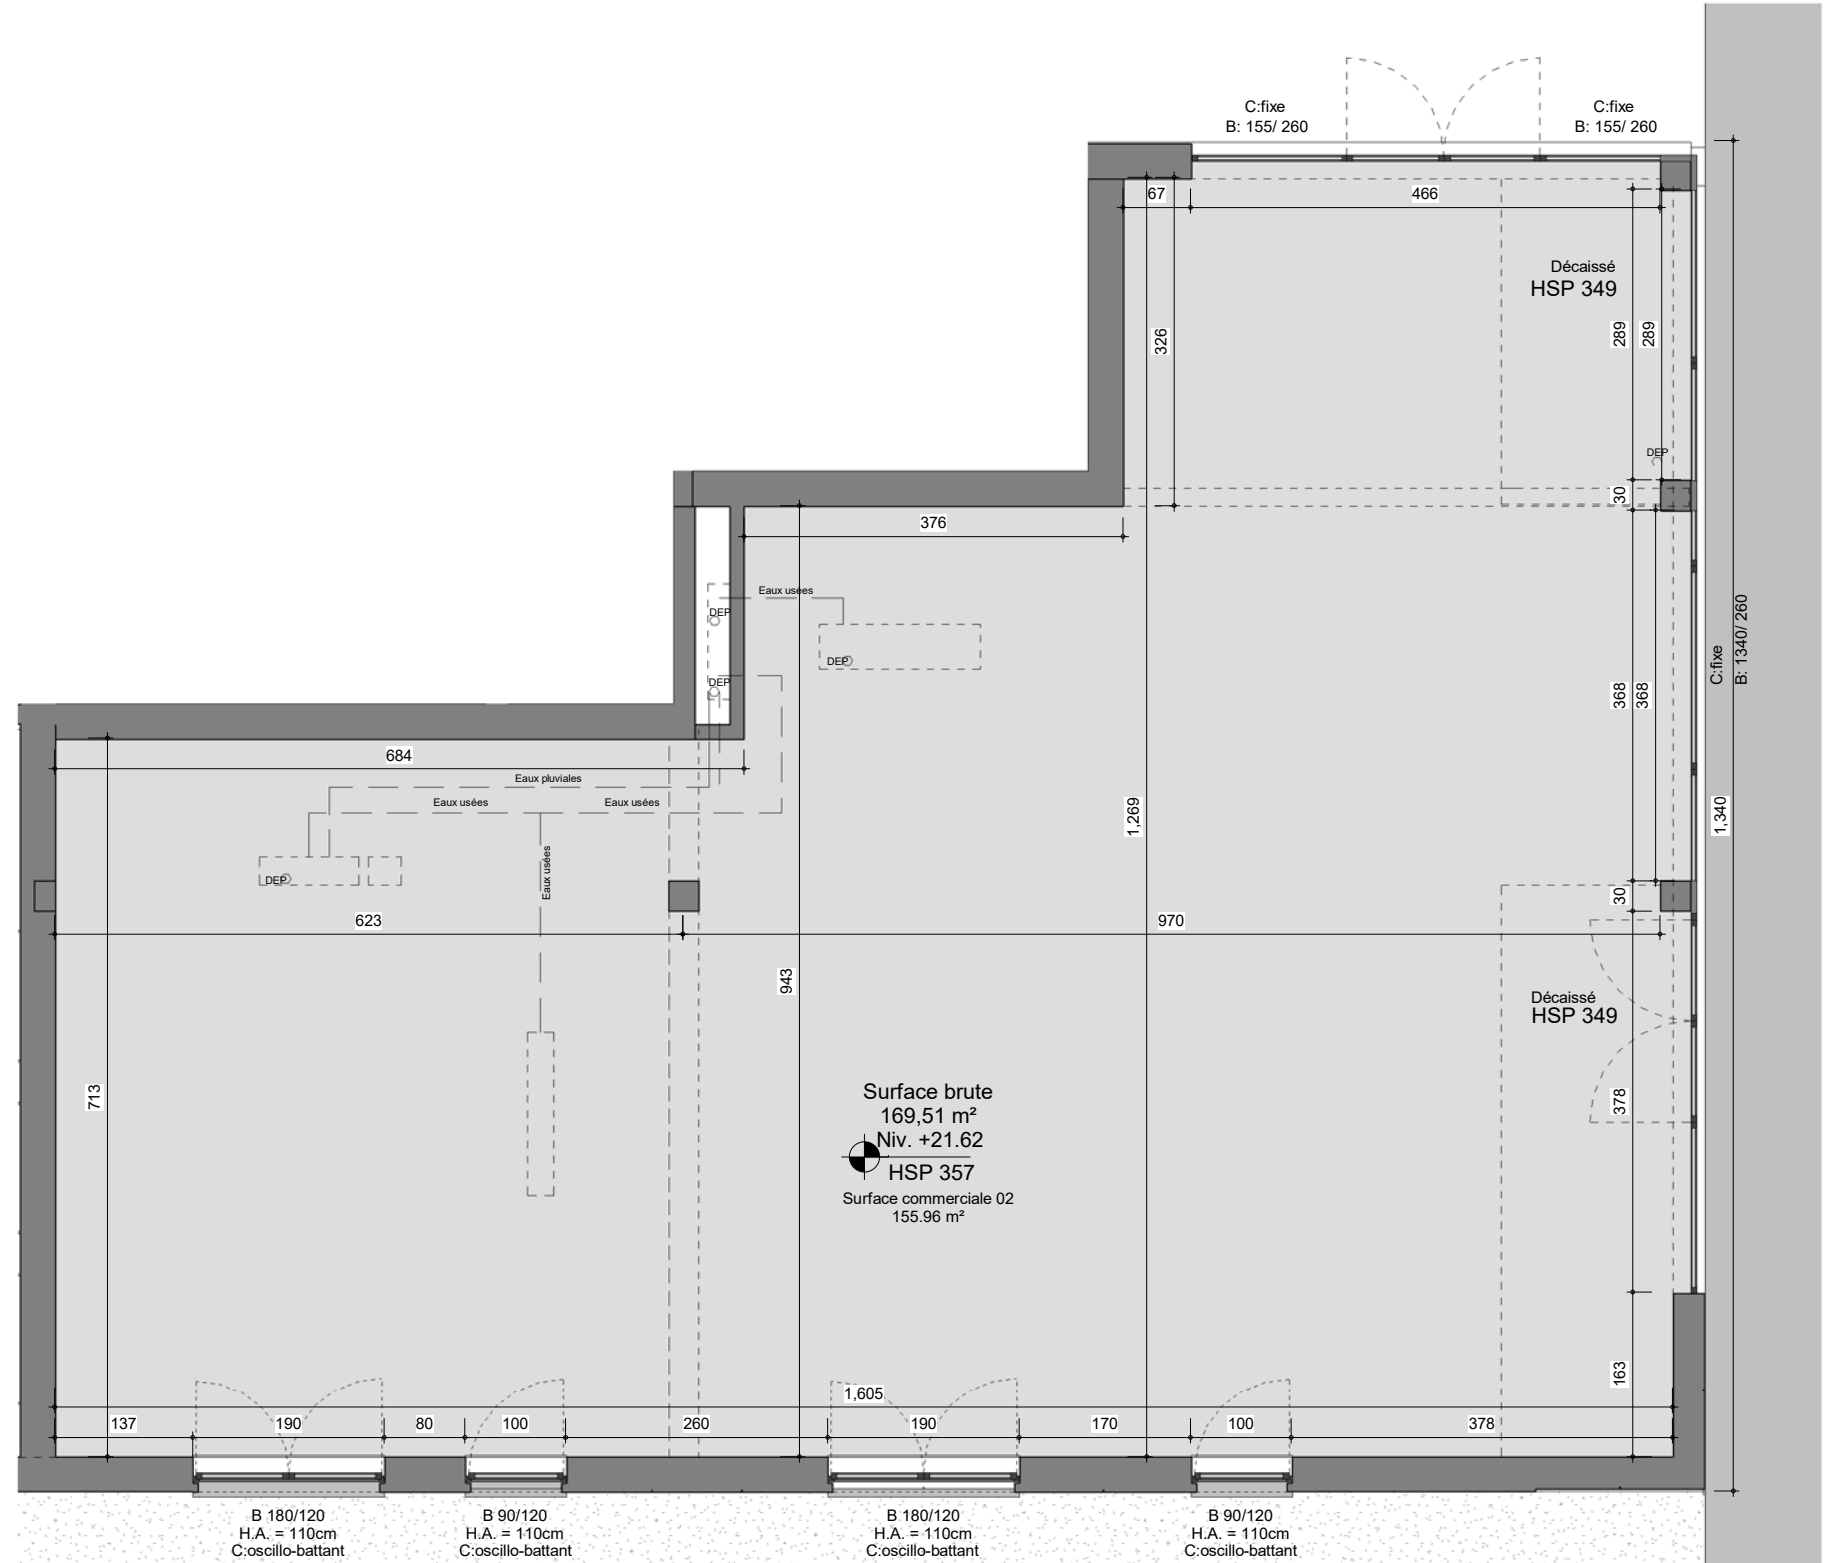 C:fixe
B: 155/ 260
C:fixe
B: 155/ 260
67
466
Décaissé
HSP 349
326
289
289
DEP
30
376
Eaux usées
DEP
DEP
DEP
C:fixe
B: 1340/ 260
368
368
684
Eaux pluviales
Eaux usées
Eaux usées
1,269
1,340
Eaux usées
DEP
30
623
970
943
Décaissé
HSP 349
713
378
Surface brute
169,51 m²
Niv. +21.62
HSP 357
Surface commerciale 02
155.96 m²
163
1,605
137
190
80
100
260
190
170
100
378
B 180/120
H.A. = 110cm
C:oscillo-battant
B 90/120
H.A. = 110cm
C:oscillo-battant
B 180/120
H.A. = 110cm
C:oscillo-battant
B 90/120
H.A. = 110cm
C:oscillo-battant